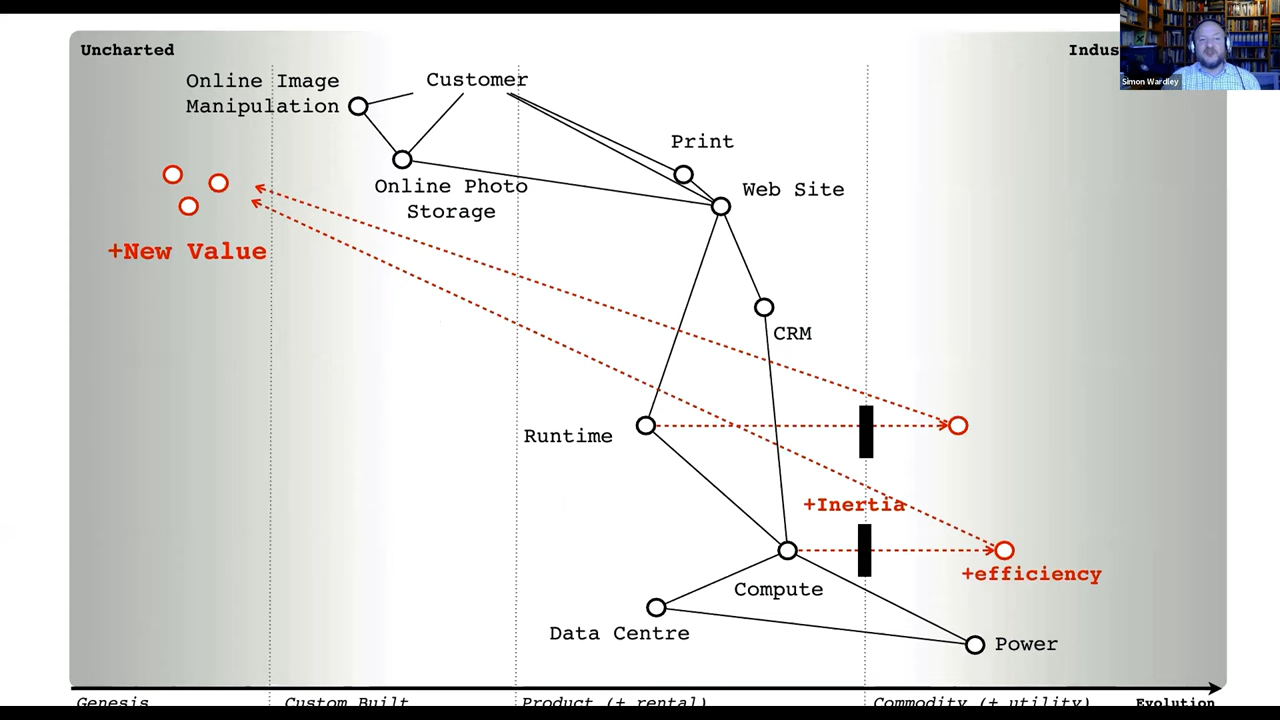 Uncharted
Indus
Simon Wardley
Online Image
Manipulation
Customer
Print
Online Photo
Storage
Web Site
+New Value
CRM
Runtime
+Inertia
+efficiency
Compute
Data Centre
Power
Genesis
Custom Built
Product (+ rental)
Commodity (+ utility)
Evolution